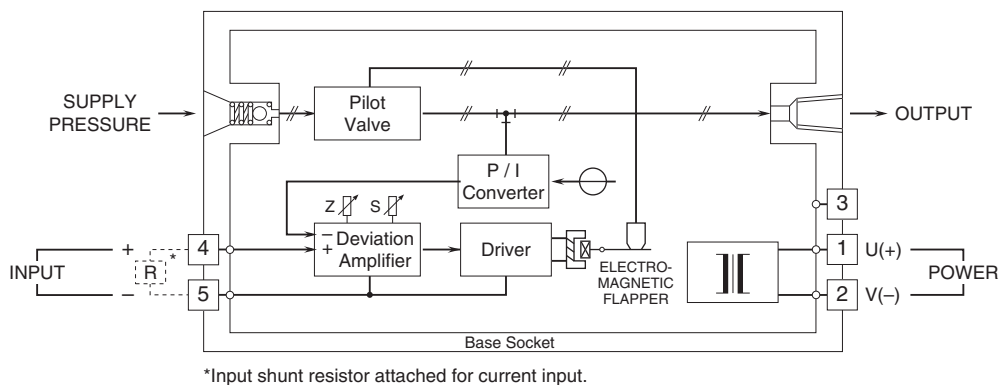 SUPPLY
PRESSURE
Pilot
Valve
OUTPUT
P / I
Converter
3
Z
S
INPUT
+
–
R
*
4
5
–
+
Deviation
Amplifier
Driver
ELECTRO-
MAGNETIC
FLAPPER
1
U(+)
2
V(–)
POWER
Base Socket
*Input shunt resistor attached for current input.